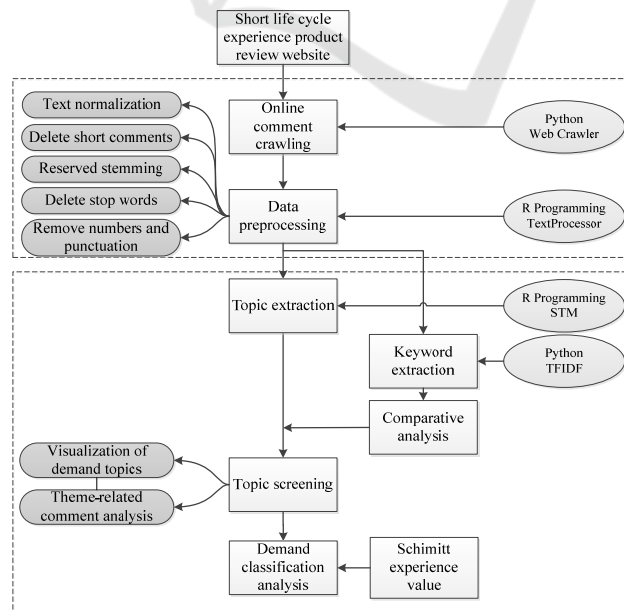 Short life cycle
experience product
review website
Text normalization
Delete short comments
Reserved stemming
Delete stop words
Remove numbers and
punctuation
Online
comment
crawling
Python
Web Crawler
Data
preprocessing
R Programming
TextProcessor
Topic extraction
R Programming
STM
Keyword
extraction
Python
TFIDF
Comparative
analysis
Visualization of
demand topics
Theme-related
comment analysis
Topic screening
Demand
classification
analysis
Schimitt
experience
value